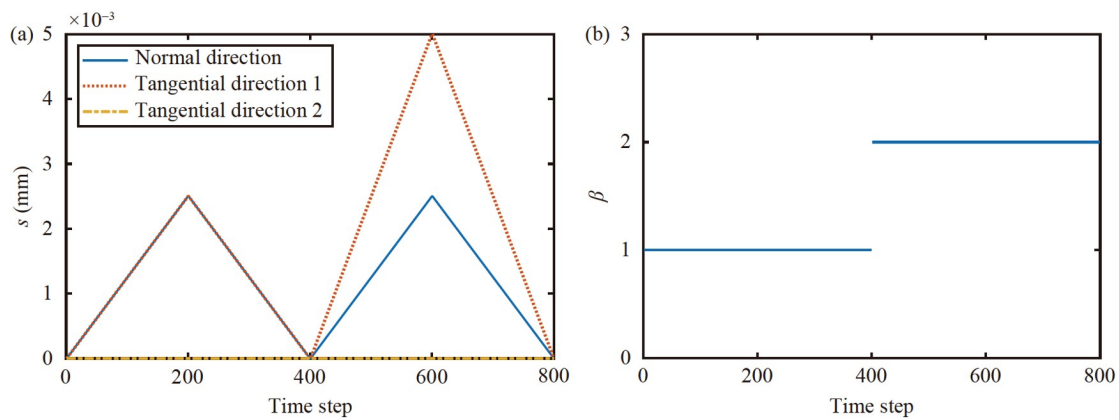 (a)
×10⁻³
5
4
3
2
1
0
s (mm)
Normal direction
Tangential direction 1
Tangential direction 2
0 200 400 600 800
Time step
(b)
3
2
1
0
β
0 200 400 600 800
Time step